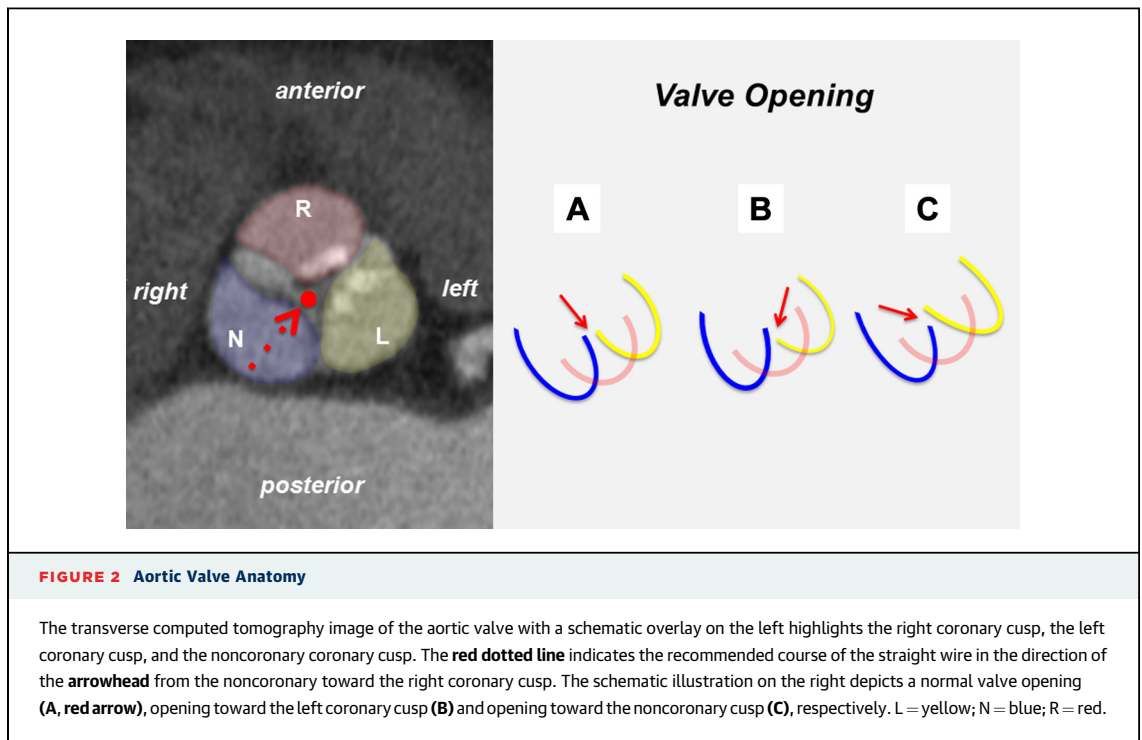 anterior
Valve Opening
A
B
C
R
right
left
N
L
posterior
FIGURE 2 Aortic Valve Anatomy
The transverse computed tomography image of the aortic valve with a schematic overlay on the left highlights the right coronary cusp, the left
coronary cusp, and the noncoronary coronary cusp. The red dotted line indicates the recommended course of the straight wire in the direction of
the arrowhead from the noncoronary toward the right coronary cusp. The schematic illustration on the right depicts a normal valve opening
(A, red arrow), opening toward the left coronary cusp (B) and opening toward the noncoronary cusp (C), respectively. L = yellow; N = blue; R = red.